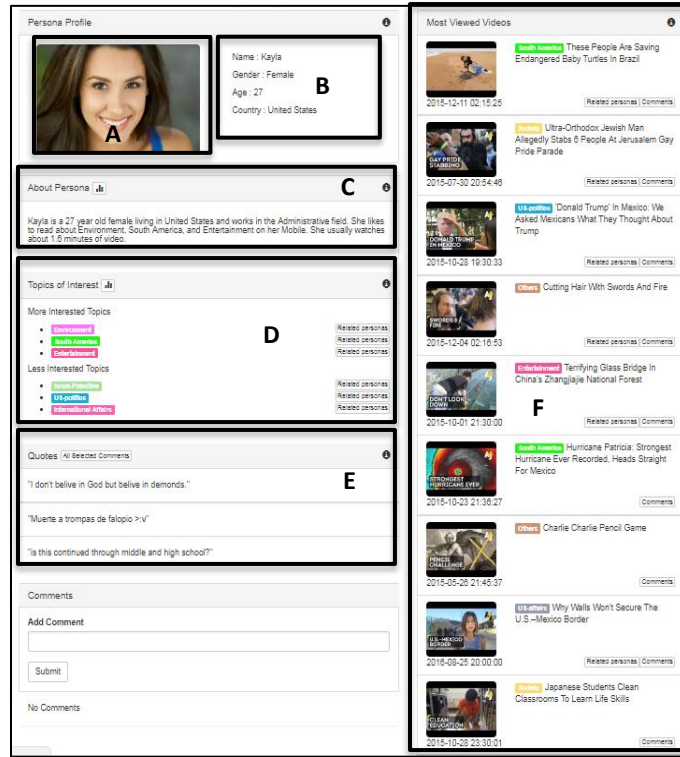 Persona Profile
A
Name : Kayla
Gender : Female
Age : 27
Country : United States
B
About Persona
C
Kayla is a 27 year old female living in United States and works in the Administrative field. She likes
to read about Environment, South America, and Entertainment on her Mobile. She usually watches
about 1.6 minutes of video.
Topics of Interest
D
More Interested Topics
Environment Related personas
South America Related personas
Entertainment Related personas
Less Interested Topics
Israel-Palestine Related personas
US-politics Related personas
International Affairs Related personas
Quotes All Selected Comments
E
"I don't belive in God but belive in demonds."
"Muerte a trompas de falopio >:v"
"is this continued through middle and high school?"
Comments
Add Comment
Submit
No Comments
Most Viewed Videos
South America These People Are Saving
Endangered Baby Turtles In Brazil
2015-12-11 02:15:25
Related personas | Comments
Society Ultra-Orthodox Jewish Man
Allegedly Stabs 6 People At Jerusalem Gay
Pride Parade
GAY PRIDE
STABBING
2015-07-30 20:54:46
Related personas | Comments
US-politics 'Donald Trump' In Mexico: We
Asked Mexicans What They Thought About
Trump
DONALD TRUMP
IN MEXICO
2015-10-28 19:30:33
Related personas | Comments
Others Cutting Hair With Swords And Fire
SWORDS &
FIRE
2015-12-04 02:16:53
Related personas | Comments
Entertainment Terrifying Glass Bridge In
China's Zhangjiajie National Forest
DON'T LOOK
DOWN
F
2015-10-01 21:30:00
Related personas | Comments
South America Hurricane Patricia: Strongest
Hurricane Ever Recorded, Heads Straight
For Mexico
STRONGEST
HURRICANE EVER
2015-10-23 21:36:27
Comments
Others Charlie Charlie Pencil Game
PENCIL
CHALLENGE
2015-05-26 21:45:37
Comments
US-affairs Why Walls Won't Secure The
U.S.–Mexico Border
U.S.-MEXICO
BORDER
2016-08-25 20:00:00
Related personas | Comments
Society Japanese Students Clean
Classrooms To Learn Life Skills
CLEAN
EDUCATION
2015-10-28 23:30:01
Comments